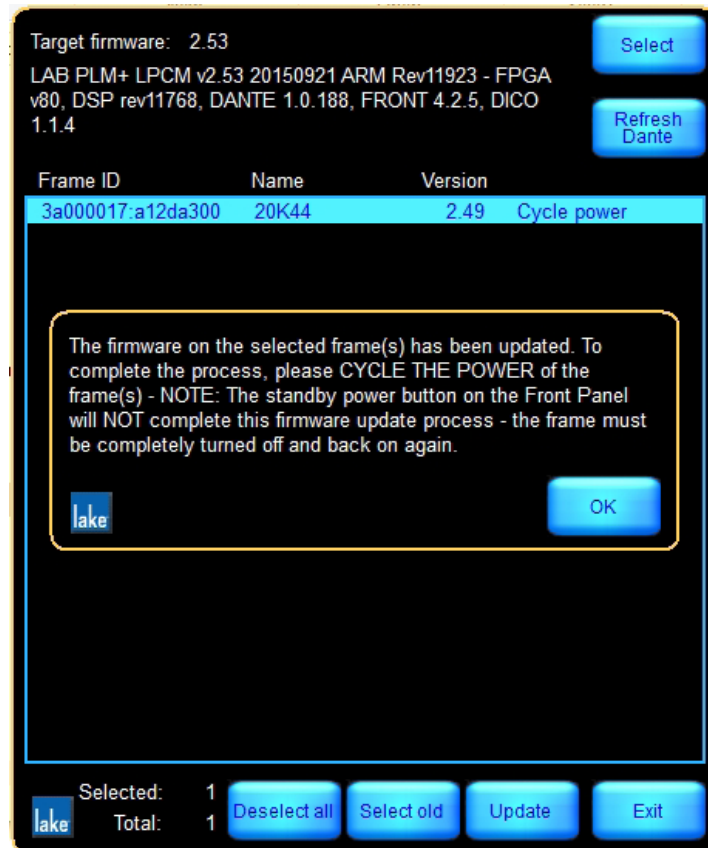 Target firmware: 2.53
Select
LAB PLM+ LPCM v2.53 20150921 ARM Rev11923 - FPGA
v80, DSP rev11768, DANTE 1.0.188, FRONT 4.2.5, DICO
1.1.4
Refresh
Dante
Frame ID Name Version
3a000017:a12da300 20K44 2.49 Cycle power
The firmware on the selected frame(s) has been updated. To
complete the process, please CYCLE THE POWER of the
frame(s) - NOTE: The standby power button on the Front Panel
will NOT complete this firmware update process - the frame must
be completely turned off and back on again.
lake
OK
Selected: 1
Total: 1
lake
Deselect all
Select old
Update
Exit